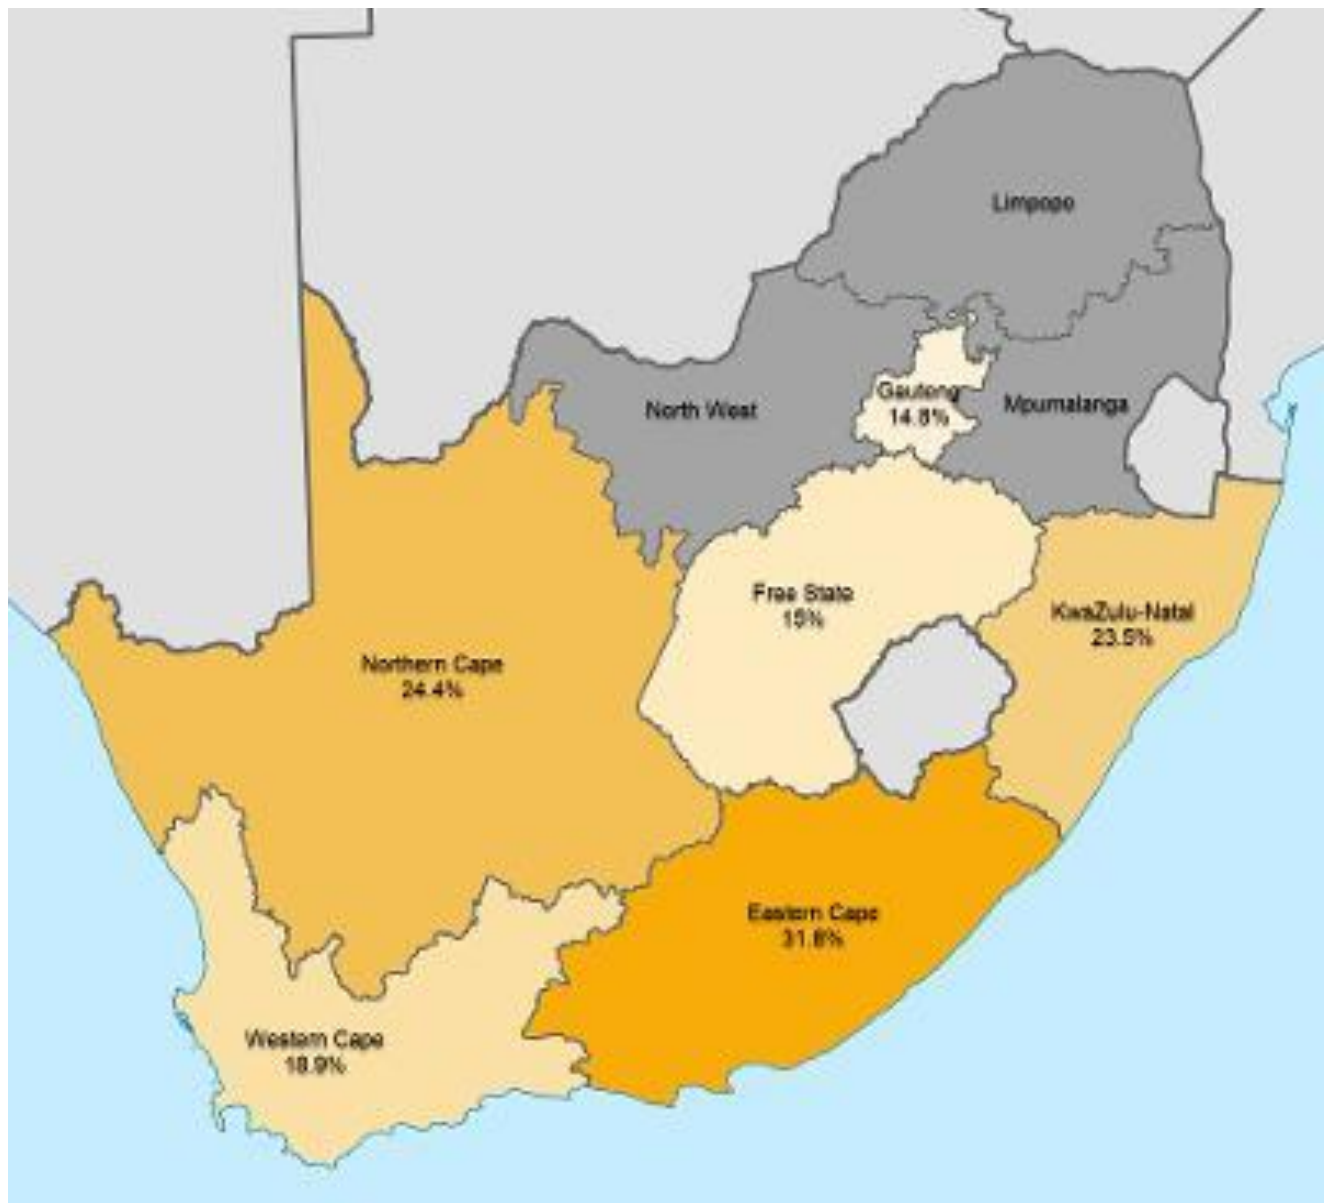 Limpopo
North West
Gauteng
14.8%
Mpumalanga
Free State
15%
KwaZulu-Natal
23.5%
Northern Cape
24.4%
Eastern Cape
31.8%
Western Cape
18.9%